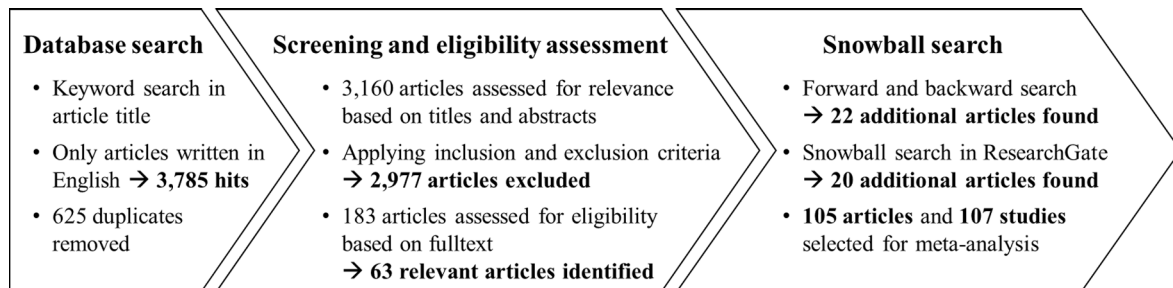 Database search
• Keyword search in
article title
• Only articles written in
English → 3,785 hits
• 625 duplicates
removed
Screening and eligibility assessment
• 3,160 articles assessed for relevance
based on titles and abstracts
• Applying inclusion and exclusion criteria
→ 2,977 articles excluded
• 183 articles assessed for eligibility
based on fulltext
→ 63 relevant articles identified
Snowball search
• Forward and backward search
→ 22 additional articles found
• Snowball search in ResearchGate
→ 20 additional articles found
• 105 articles and 107 studies
selected for meta-analysis